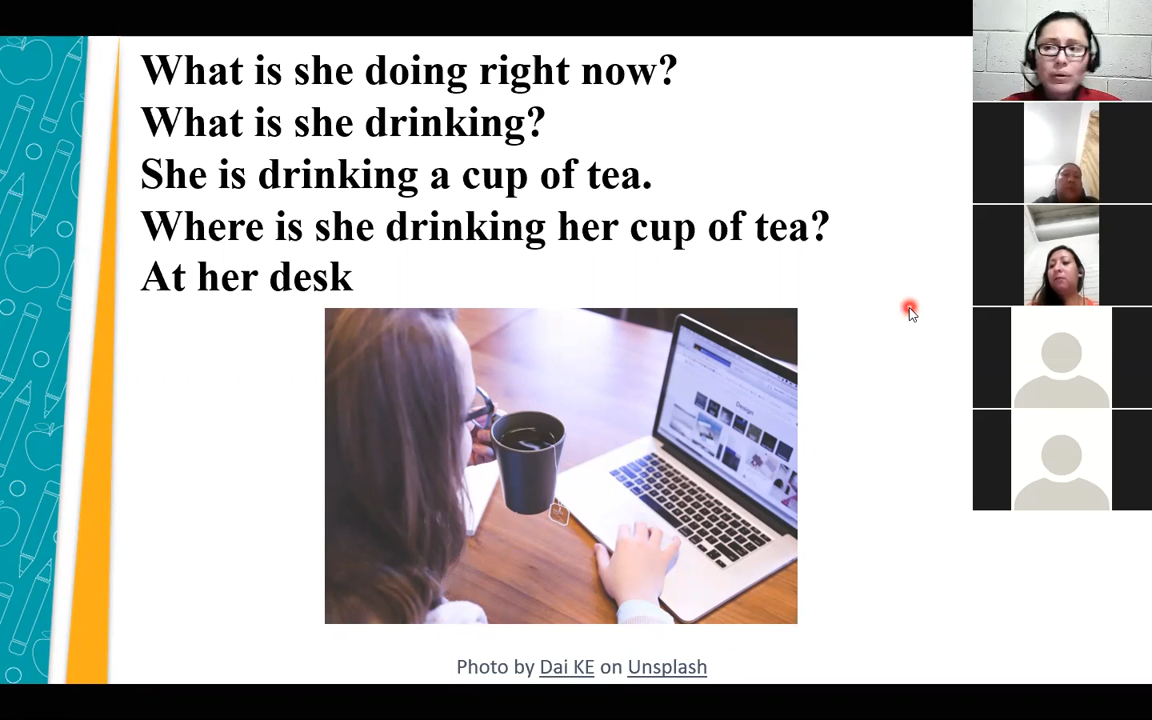 What is she doing right now?
What is she drinking?
She is drinking a cup of tea.
Where is she drinking her cup of tea?
At her desk
Design
Photo by Dai KE on Unsplash